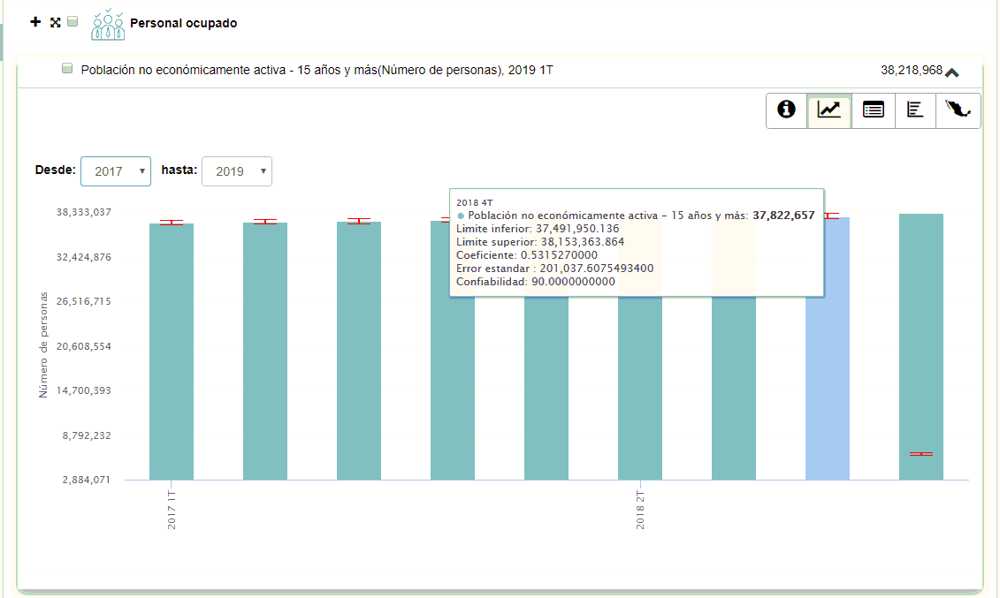 Personal ocupado
Población no económicamente activa - 15 años y más(Número de personas), 2019 1T
38,218,968
Desde: 2017 hasta: 2019
38,333,037
32,424,876
26,516,715
20,608,554
14,700,393
8,792,232
2,884,071
Número de personas
2018 4T
Población no económicamente activa - 15 años y más: 37,822,657
Limite inferior: 37,491,950.136
Limite superior: 38,153,363.864
Coeficiente: 0.5315270000
Error estandar : 201,037.6075493400
Confiabilidad: 90.0000000000
2017 1T
2018 2T